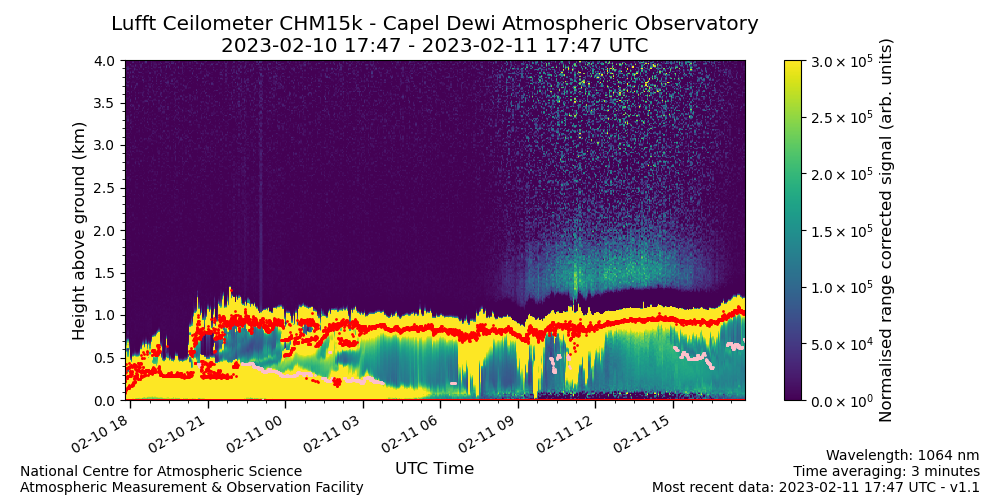 Lufft Ceilometer CHM15k - Capel Dewi Atmospheric Observatory
2023-02-10 17:47 - 2023-02-11 17:47 UTC
Height above ground (km)
4.0
3.5
3.0
2.5
2.0
1.5
1.0
0.5
0.0
02-10 18
02-10 21
02-11 00
02-11 03
02-11 06
02-11 09
02-11 12
02-11 15
UTC Time
3.0 × 10⁵
2.5 × 10⁵
2.0 × 10⁵
1.5 × 10⁵
1.0 × 10⁵
5.0 × 10⁴
0.0 × 10⁰
Normalised range corrected signal (arb. units)
National Centre for Atmospheric Science
Atmospheric Measurement & Observation Facility
Wavelength: 1064 nm
Time averaging: 3 minutes
Most recent data: 2023-02-11 17:47 UTC - v1.1